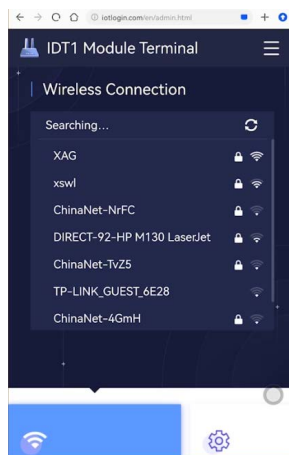 iotlogin.com/en/admin.html
IDT1 Module Terminal
Wireless Connection
Searching...
XAG
xswl
ChinaNet-NrFC
DIRECT-92-HP M130 LaserJet
ChinaNet-TvZ5
TP-LINK_GUEST_6E28
ChinaNet-4GmH